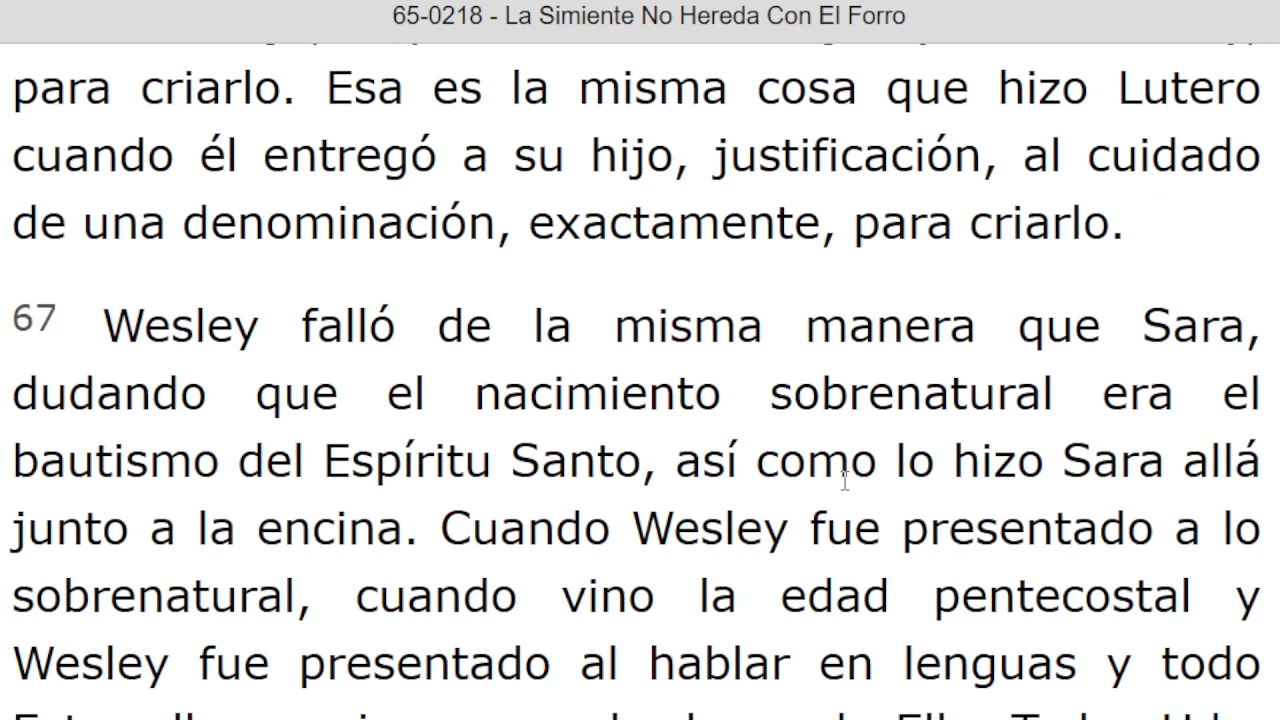 65-0218 - La Simiente No Hereda Con El Forro
para criarlo. Esa es la misma cosa que hizo Lutero
cuando él entregó a su hijo, justificación, al cuidado
de una denominación, exactamente, para criarlo.
67 Wesley falló de la misma manera que Sara,
dudando que el nacimiento sobrenatural era el
bautismo del Espíritu Santo, así como lo hizo Sara allá
junto a la encina. Cuando Wesley fue presentado a lo
sobrenatural, cuando vino la edad pentecostal y
Wesley fue presentado al hablar en lenguas y todo